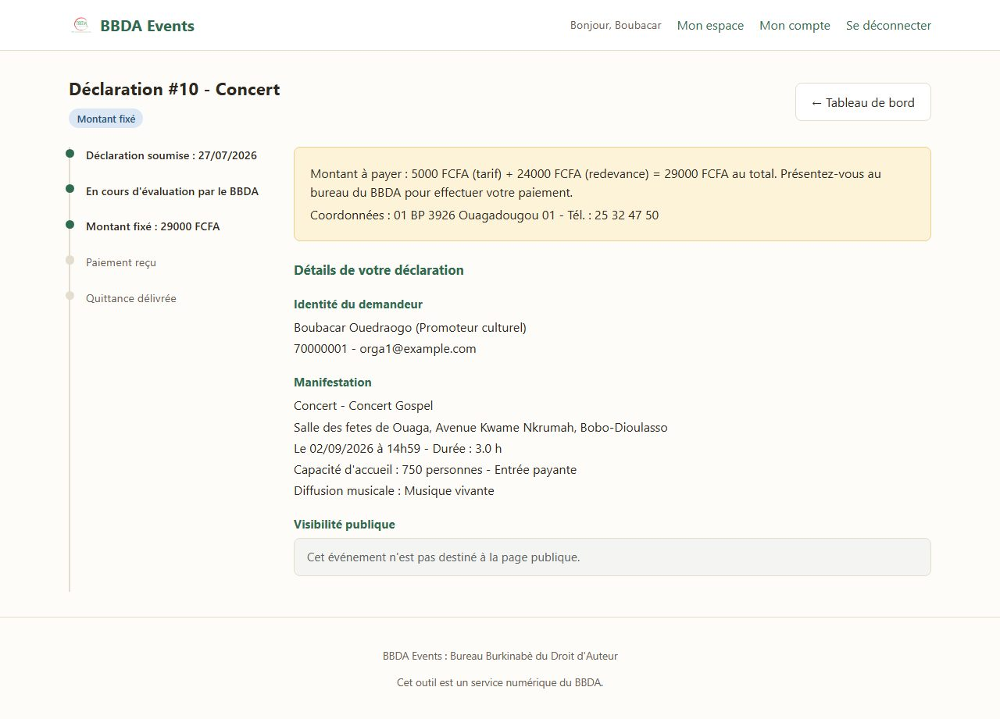 BBDA Events
Bonjour, Boubacar
Mon espace
Mon compte
Se déconnecter
Déclaration #10 - Concert
Montant fixé
← Tableau de bord
Déclaration soumise : 27/07/2026
En cours d'évaluation par le BBDA
Montant fixé : 29000 FCFA
Paiement reçu
Quittance délivrée
Montant à payer : 5000 FCFA (tarif) + 24000 FCFA (redevance) = 29000 FCFA au total. Présentez-vous au
bureau du BBDA pour effectuer votre paiement.
Coordonnées : 01 BP 3926 Ouagadougou 01 - Tél. : 25 32 47 50
Détails de votre déclaration
Identité du demandeur
Boubacar Ouedraogo (Promoteur culturel)
70000001 - orga1@example.com
Manifestation
Concert - Concert Gospel
Salle des fetes de Ouaga, Avenue Kwame Nkrumah, Bobo-Dioulasso
Le 02/09/2026 à 14h59 - Durée : 3.0 h
Capacité d'accueil : 750 personnes - Entrée payante
Diffusion musicale : Musique vivante
Visibilité publique
Cet événement n'est pas destiné à la page publique.
BBDA Events : Bureau Burkinabè du Droit d'Auteur
Cet outil est un service numérique du BBDA.